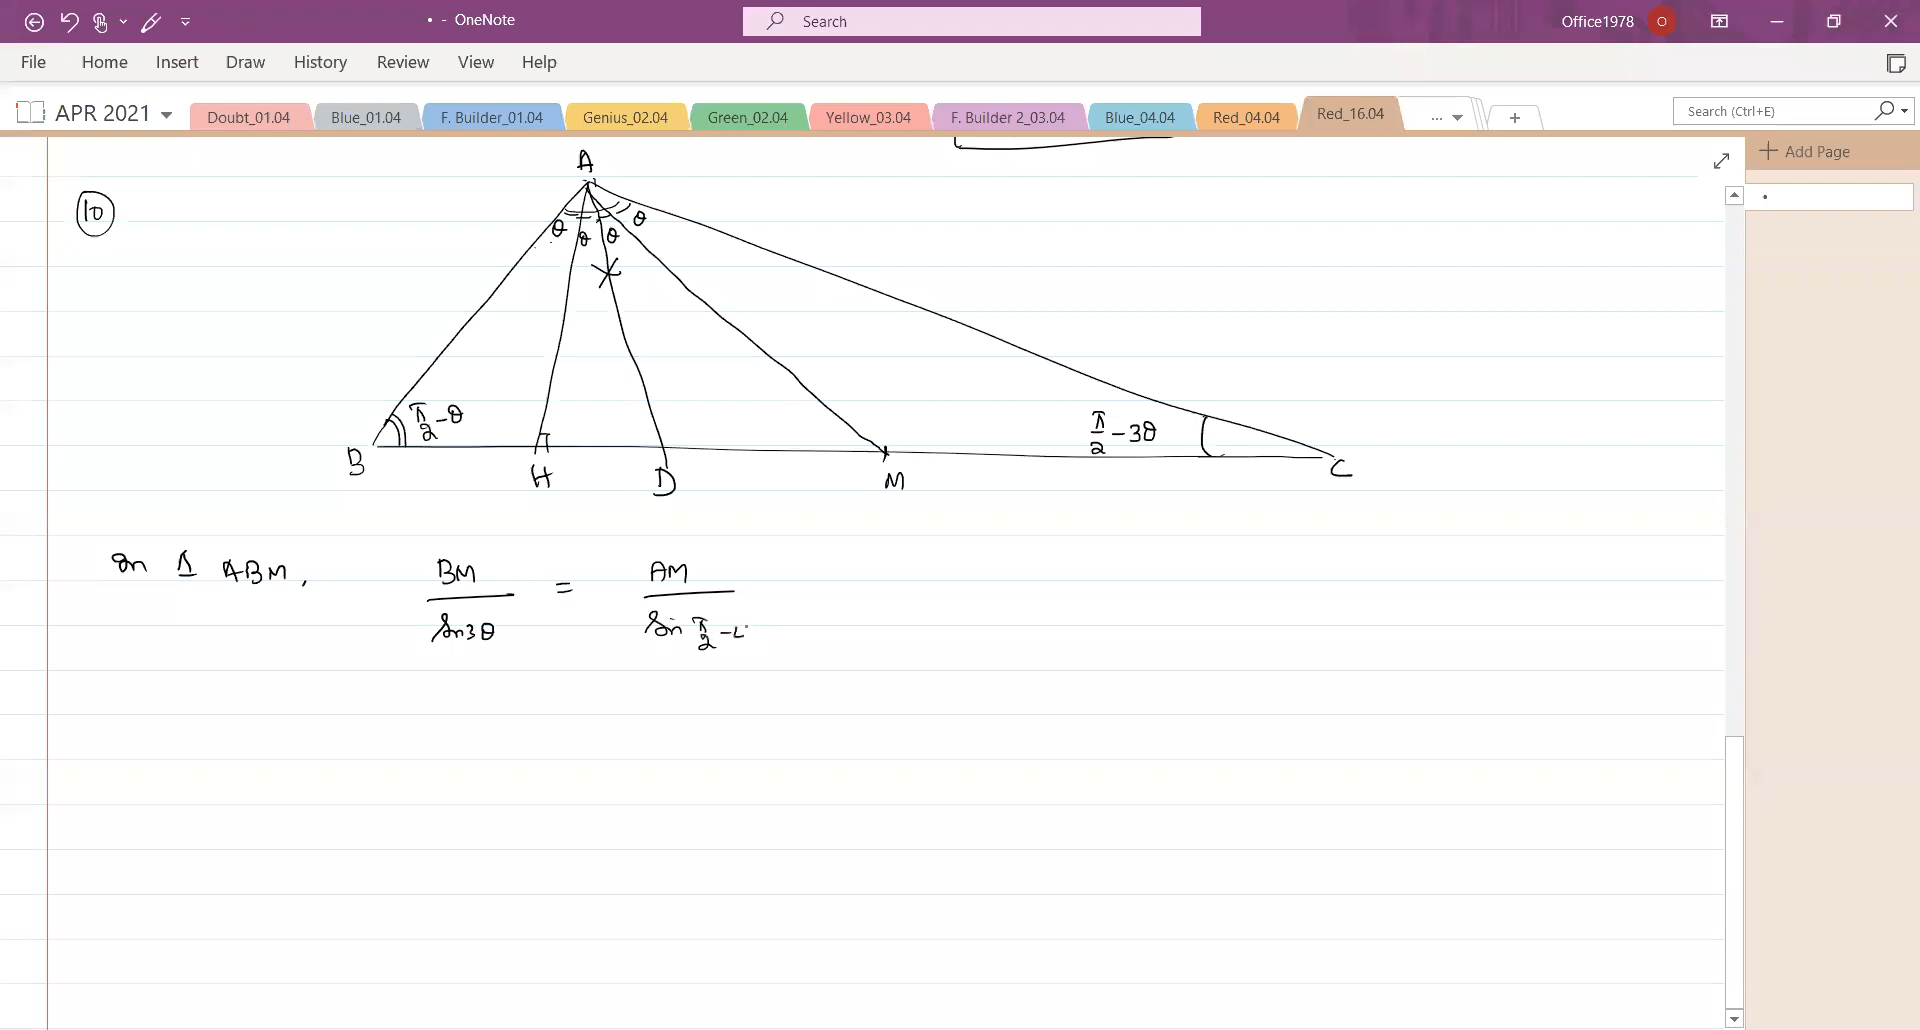 • - OneNote
Search
Office1978
O
File Home Insert Draw History Review View Help
APR 2021
Doubt_01.04 Blue_01.04 F. Builder_01.04 Genius_02.04 Green_02.04 Yellow_03.04 F. Builder 2_03.04 Blue_04.04 Red_04.04 Red_16.04 ...
Search (Ctrl+E)
Add Page
10
A
θ θ θ θ
π/2 - θ
π/2 - 3θ
B H D M C
In Δ ABM, BM/Sin3θ = AM/Sin π/2 -